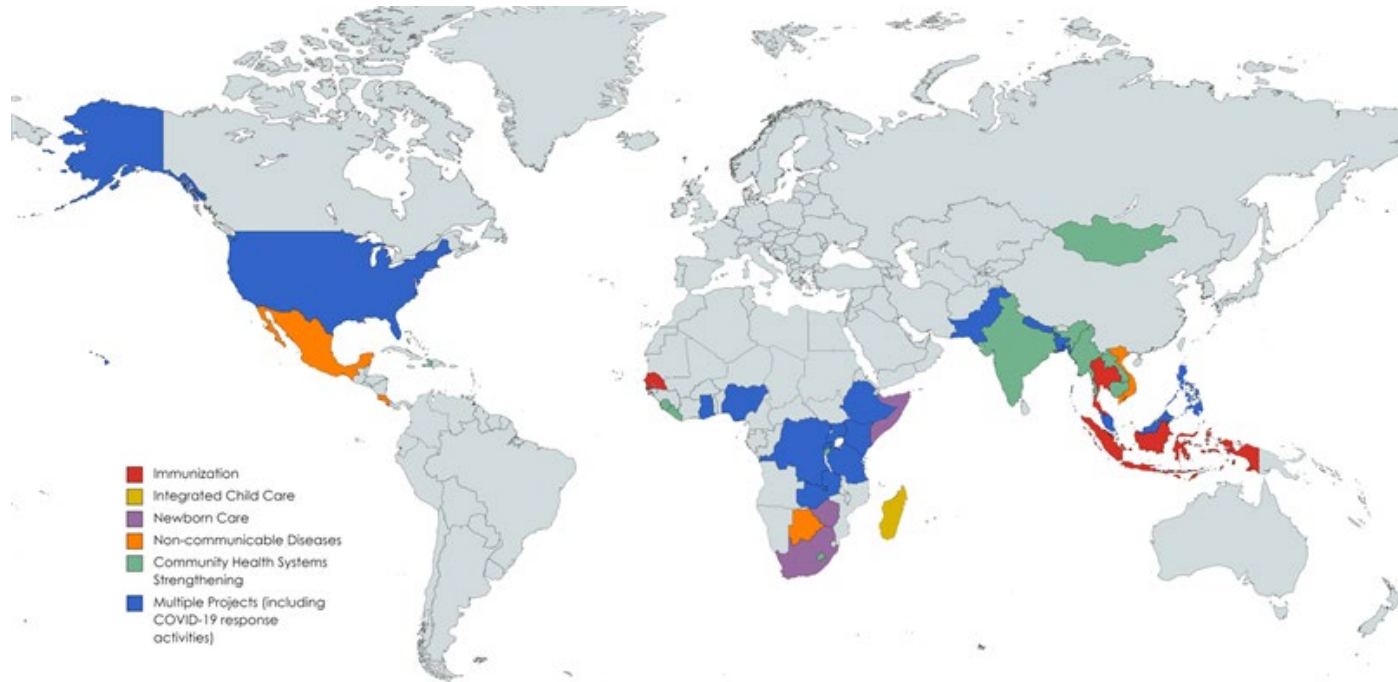 Immunization
Integrated Child Care
Newborn Care
Non-communicable Diseases
Community Health Systems
Strengthening
Multiple Projects (including
COVID-19 response
activities)